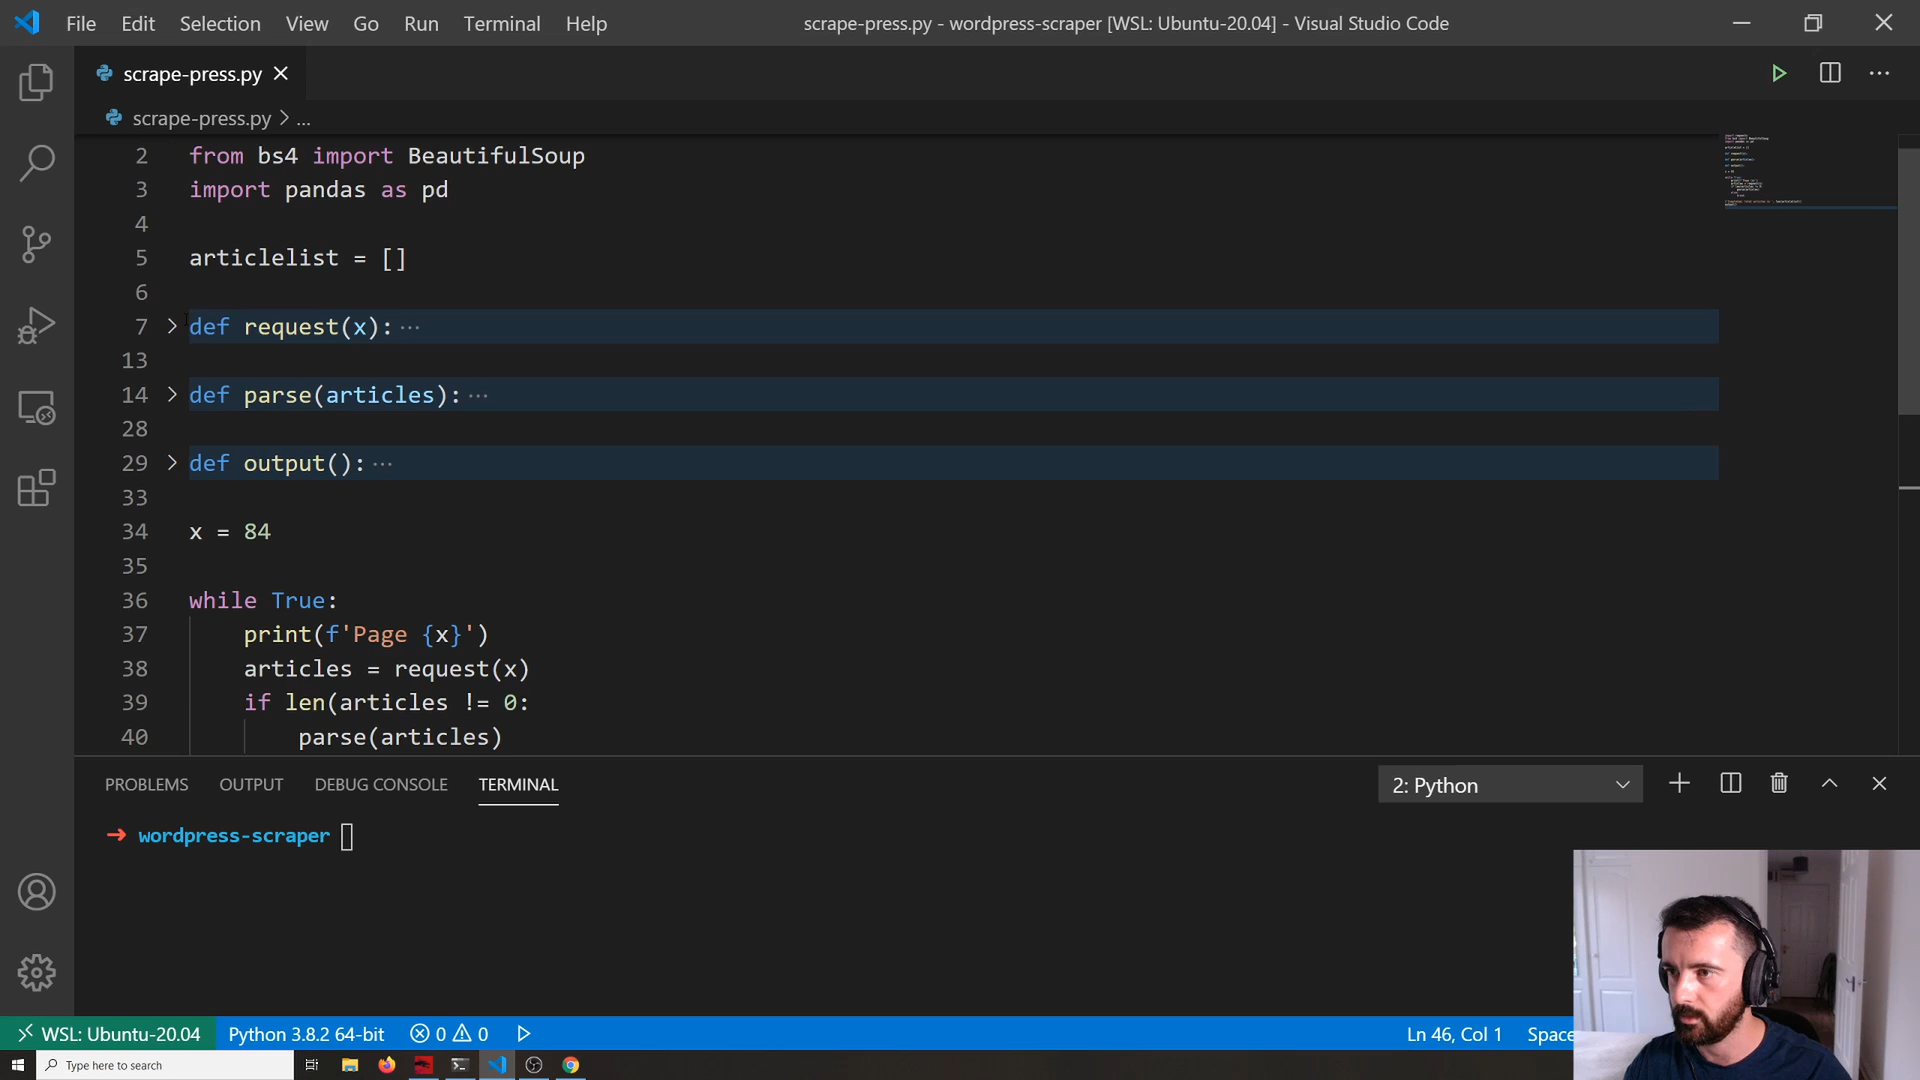 File Edit Selection View Go Run Terminal Help scrape-press.py - wordpress-scraper [WSL: Ubuntu-20.04] - Visual Studio Code
scrape-press.py
scrape-press.py > ...
2 from bs4 import BeautifulSoup
3 import pandas as pd
4
5 articlelist = []
6
7 def request(x): ...
13
14 def parse(articles): ...
28
29 def output(): ...
33
34 x = 84
35
36 while True:
37 print(f'Page {x}')
38 articles = request(x)
39 if len(articles != 0:
40 parse(articles)
PROBLEMS OUTPUT DEBUG CONSOLE TERMINAL 2: Python
→ wordpress-scraper
WSL: Ubuntu-20.04 Python 3.8.2 64-bit 0 0 Ln 46, Col 1 Space
Type here to search